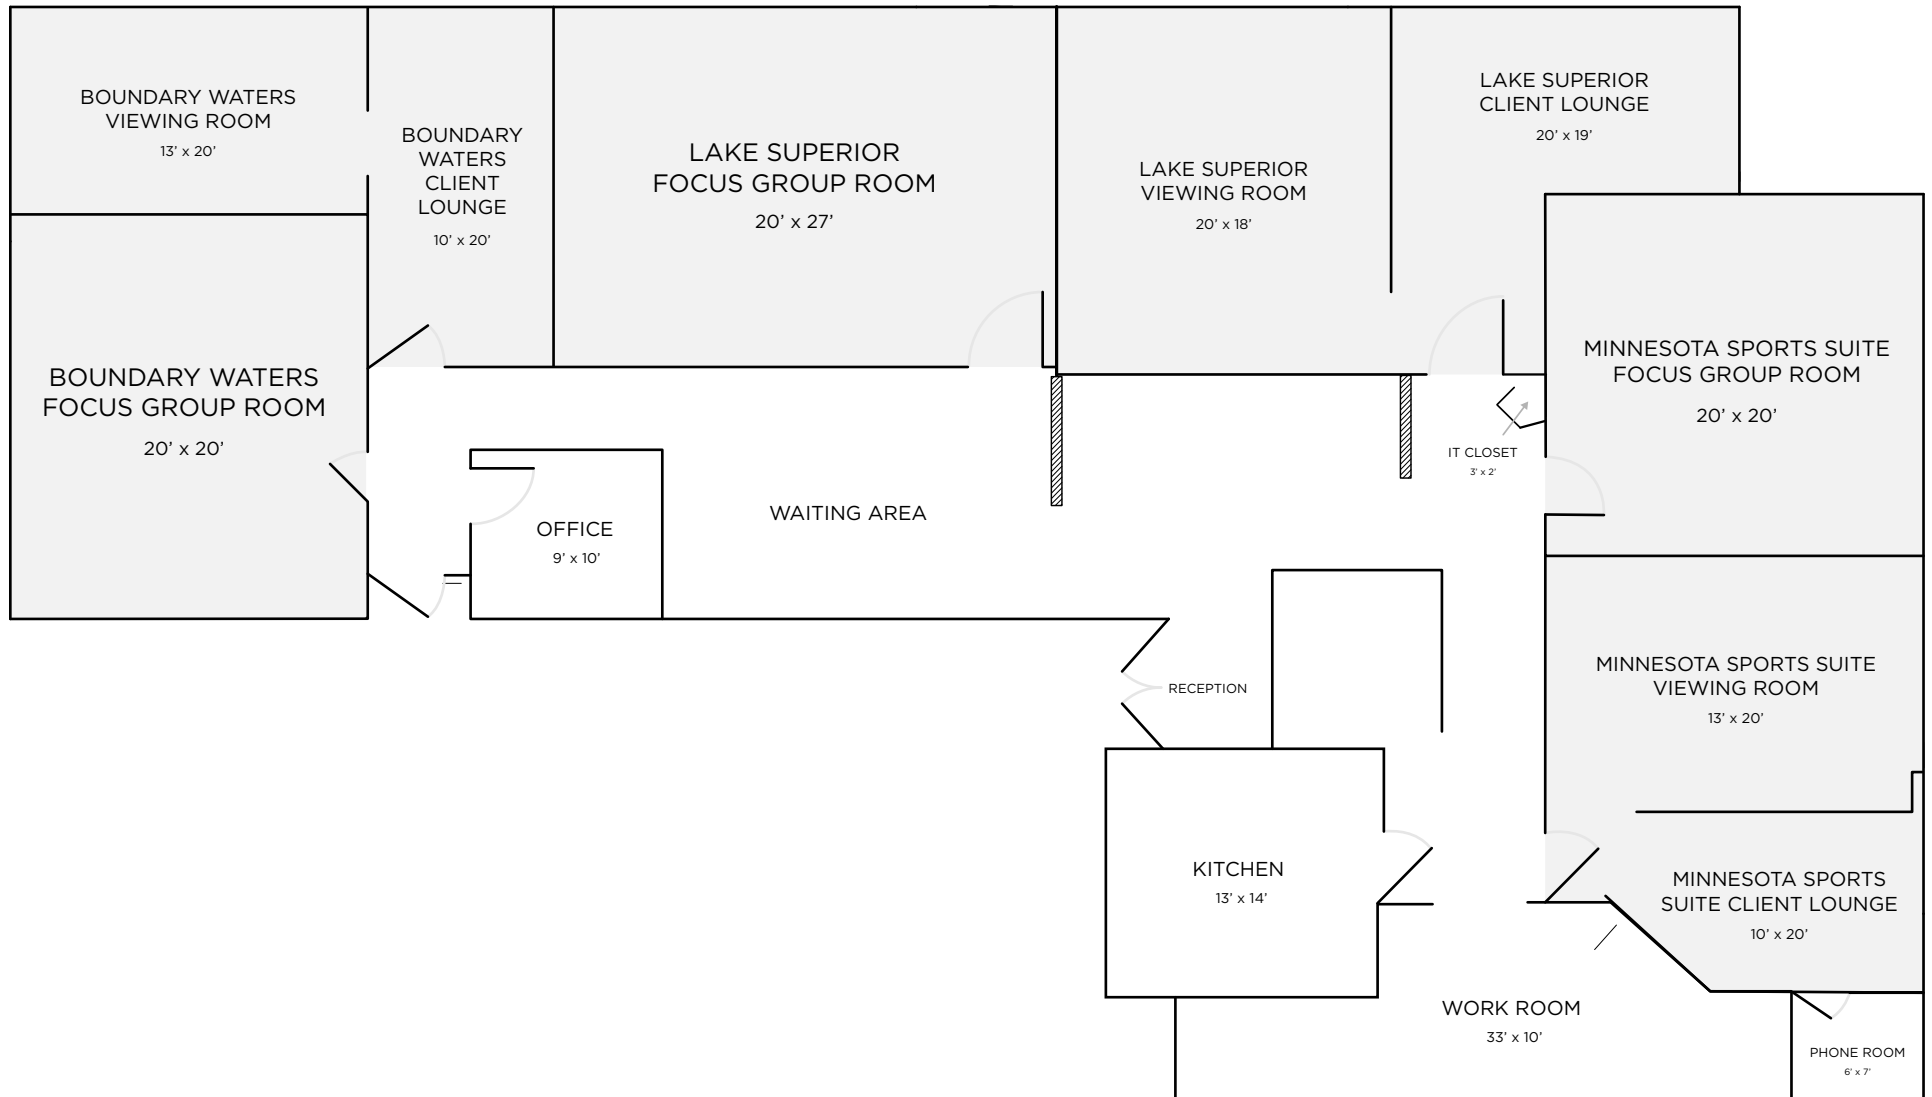 BOUNDARY WATERS
VIEWING ROOM
13’ x 20’
BOUNDARY
WATERS
CLIENT
LOUNGE
10’ x 20’
LAKE SUPERIOR
FOCUS GROUP ROOM
20’ x 27’
LAKE SUPERIOR
VIEWING ROOM
20’ x 18’
LAKE SUPERIOR
CLIENT LOUNGE
20’ x 19’
BOUNDARY WATERS
FOCUS GROUP ROOM
20’ x 20’
MINNESOTA SPORTS SUITE
FOCUS GROUP ROOM
20’ x 20’
IT CLOSET
3’ x 2’
OFFICE
9’ x 10’
WAITING AREA
RECEPTION
MINNESOTA SPORTS SUITE
VIEWING ROOM
13’ x 20’
KITCHEN
13’ x 14’
MINNESOTA SPORTS
SUITE CLIENT LOUNGE
10’ x 20’
WORK ROOM
33’ x 10’
PHONE ROOM
6’ x 7’